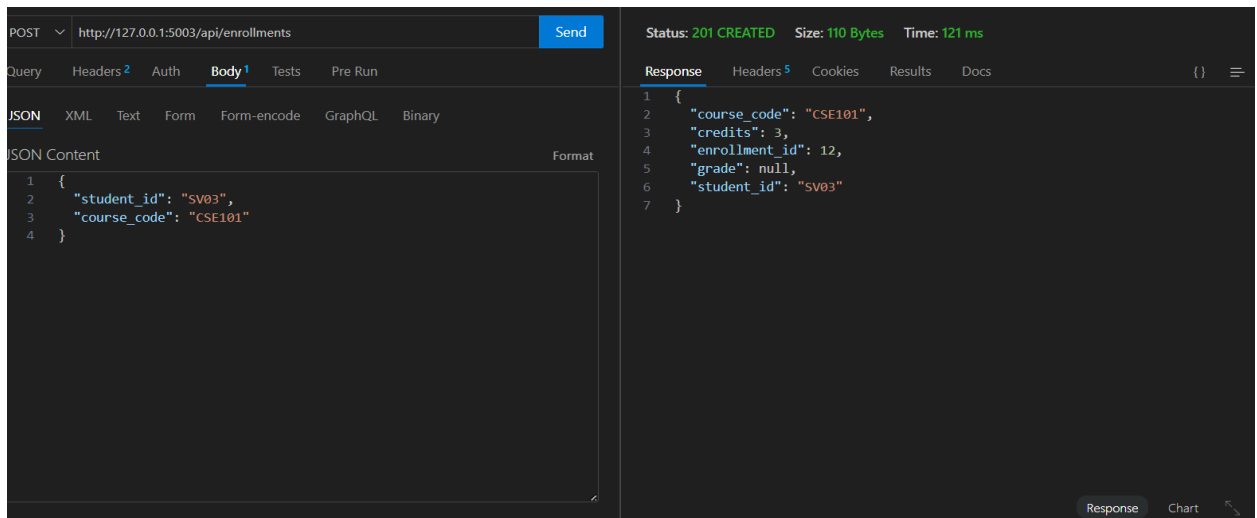 POST http://127.0.0.1:5003/api/enrollments Send
Query Headers 2 Auth Body 1 Tests Pre Run
JSON XML Text Form Form-encode GraphQL Binary
JSON Content Format
1 {
2 "student_id": "SV03",
3 "course_code": "CSE101"
4 }
Status: 201 CREATED Size: 110 Bytes Time: 121 ms
Response Headers 5 Cookies Results Docs { }
1 {
2 "course_code": "CSE101",
3 "credits": 3,
4 "enrollment_id": 12,
5 "grade": null,
6 "student_id": "SV03"
7 }
Response Chart